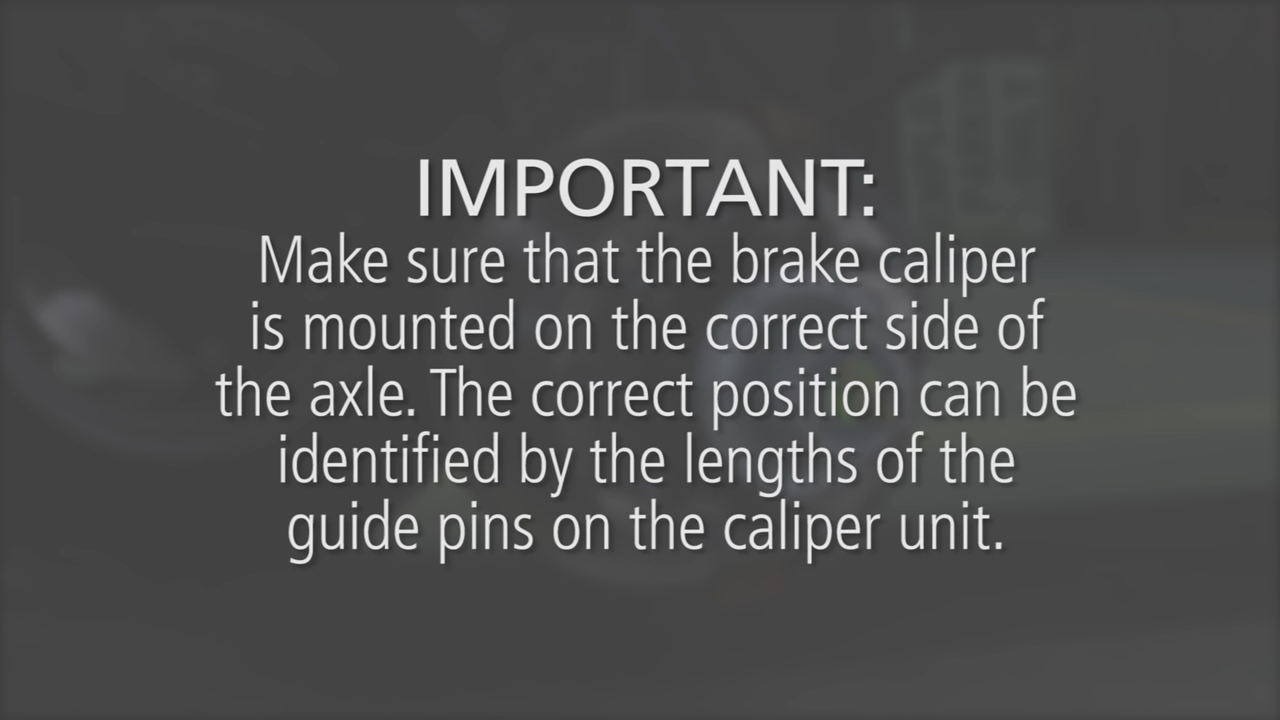 IMPORTANT:
Make sure that the brake caliper
is mounted on the correct side of
the axle. The correct position can be
identified by the lengths of the
guide pins on the caliper unit.